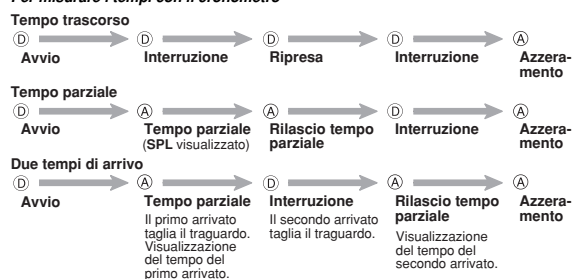 Per misurare i tempi con il cronometro
Tempo trascorso
D D D D A
Avvio Interruzione Ripresa Interruzione Azzera-
mento
Tempo parziale
D A A D A
Avvio Tempo parziale Rilascio tempo Interruzione Azzera-
(SPL visualizzato) parziale mento
Due tempi di arrivo
D A D A A
Avvio Tempo parziale Interruzione Rilascio tempo Azzera-
parziale mento
Il primo arrivato
taglia il traguardo.
Visualizzazione
del tempo del
primo arrivato.
Il secondo arrivato
taglia il traguardo.
Visualizzazione
del tempo del
secondo arrivato.